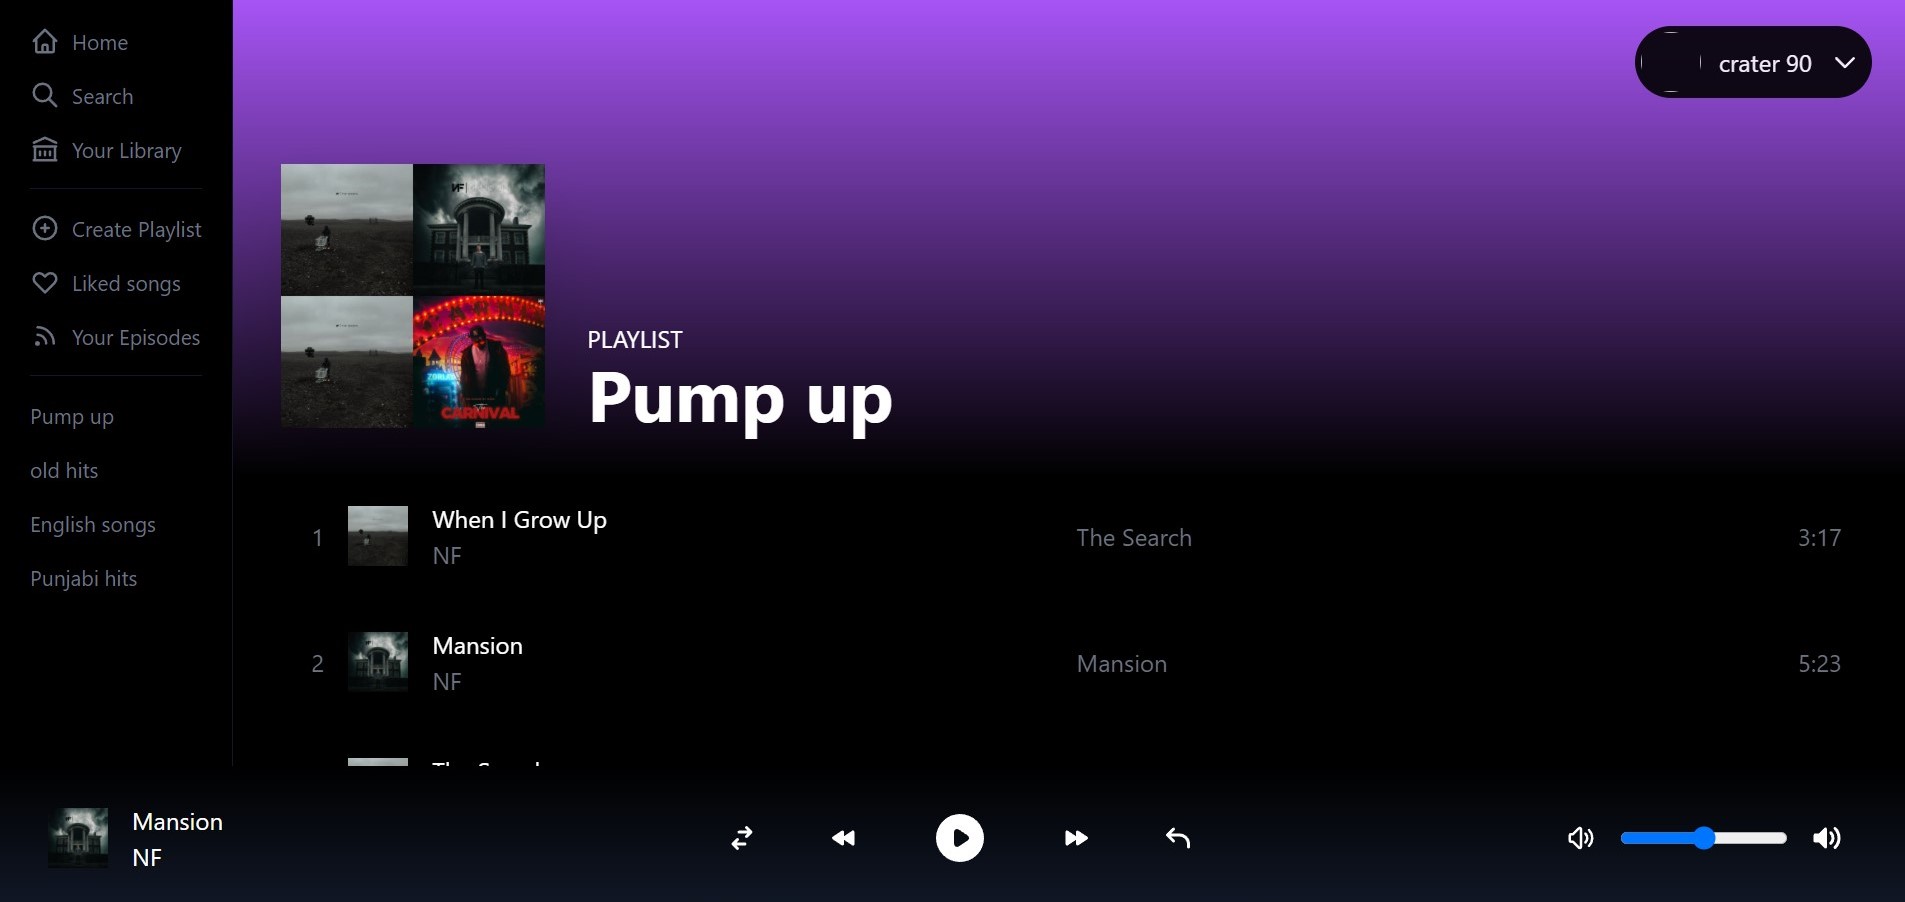 Home
Search
Your Library
Create Playlist
Liked songs
Your Episodes
Pump up
old hits
English songs
Punjabi hits
crater 90
NF
CARNIVAL
PLAYLIST
Pump up
1
When I Grow Up
NF
The Search
3:17
2
Mansion
NF
Mansion
5:23
The Search
Mansion
NF